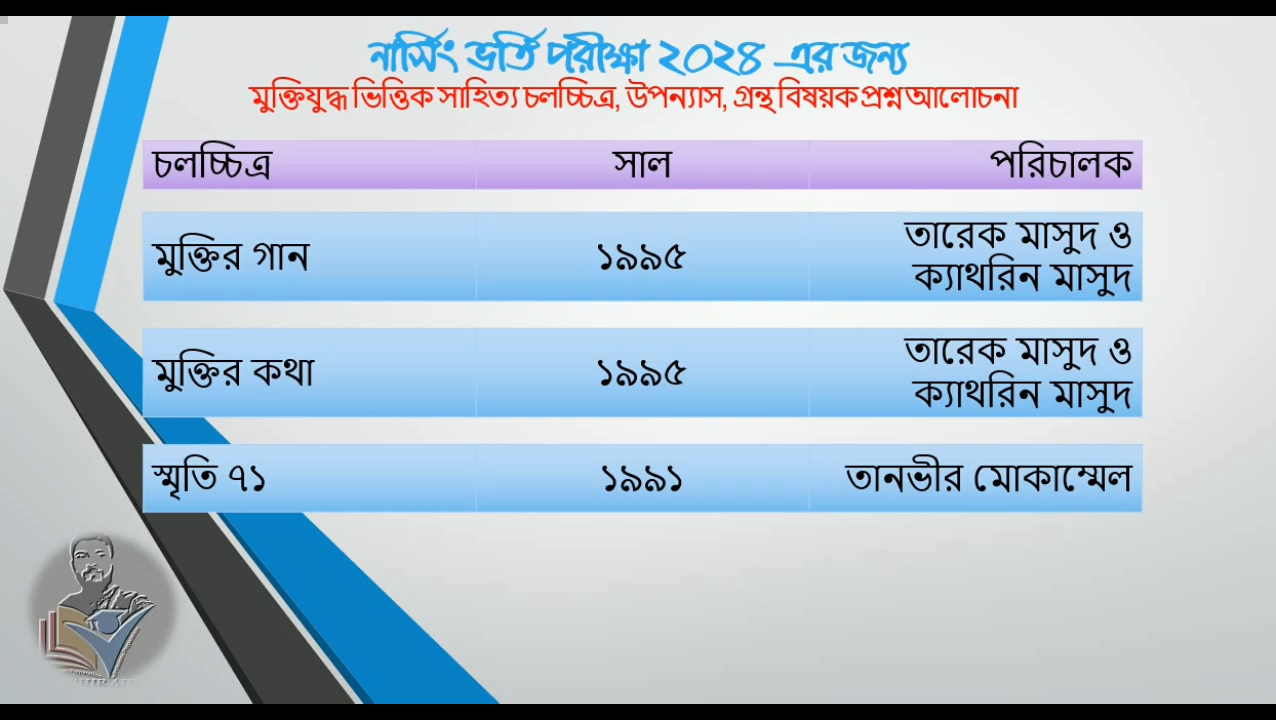 নার্সিং ভর্তি পরীক্ষা ২০২৪ এর জন্য
মুক্তিযুদ্ধ ভিত্তিক সাহিত্য চলচ্চিত্র, উপন্যাস, গ্রন্থ বিষয়ক প্রশ্ন আলোচনা
চলচ্চিত্র সাল পরিচালক
মুক্তির গান ১৯৯৫ তারেক মাসুদ ও
ক্যাথরিন মাসুদ
মুক্তির কথা ১৯৯৫ তারেক মাসুদ ও
ক্যাথরিন মাসুদ
স্মৃতি ৭১ ১৯৯১ তানভীর মোকাম্মেল